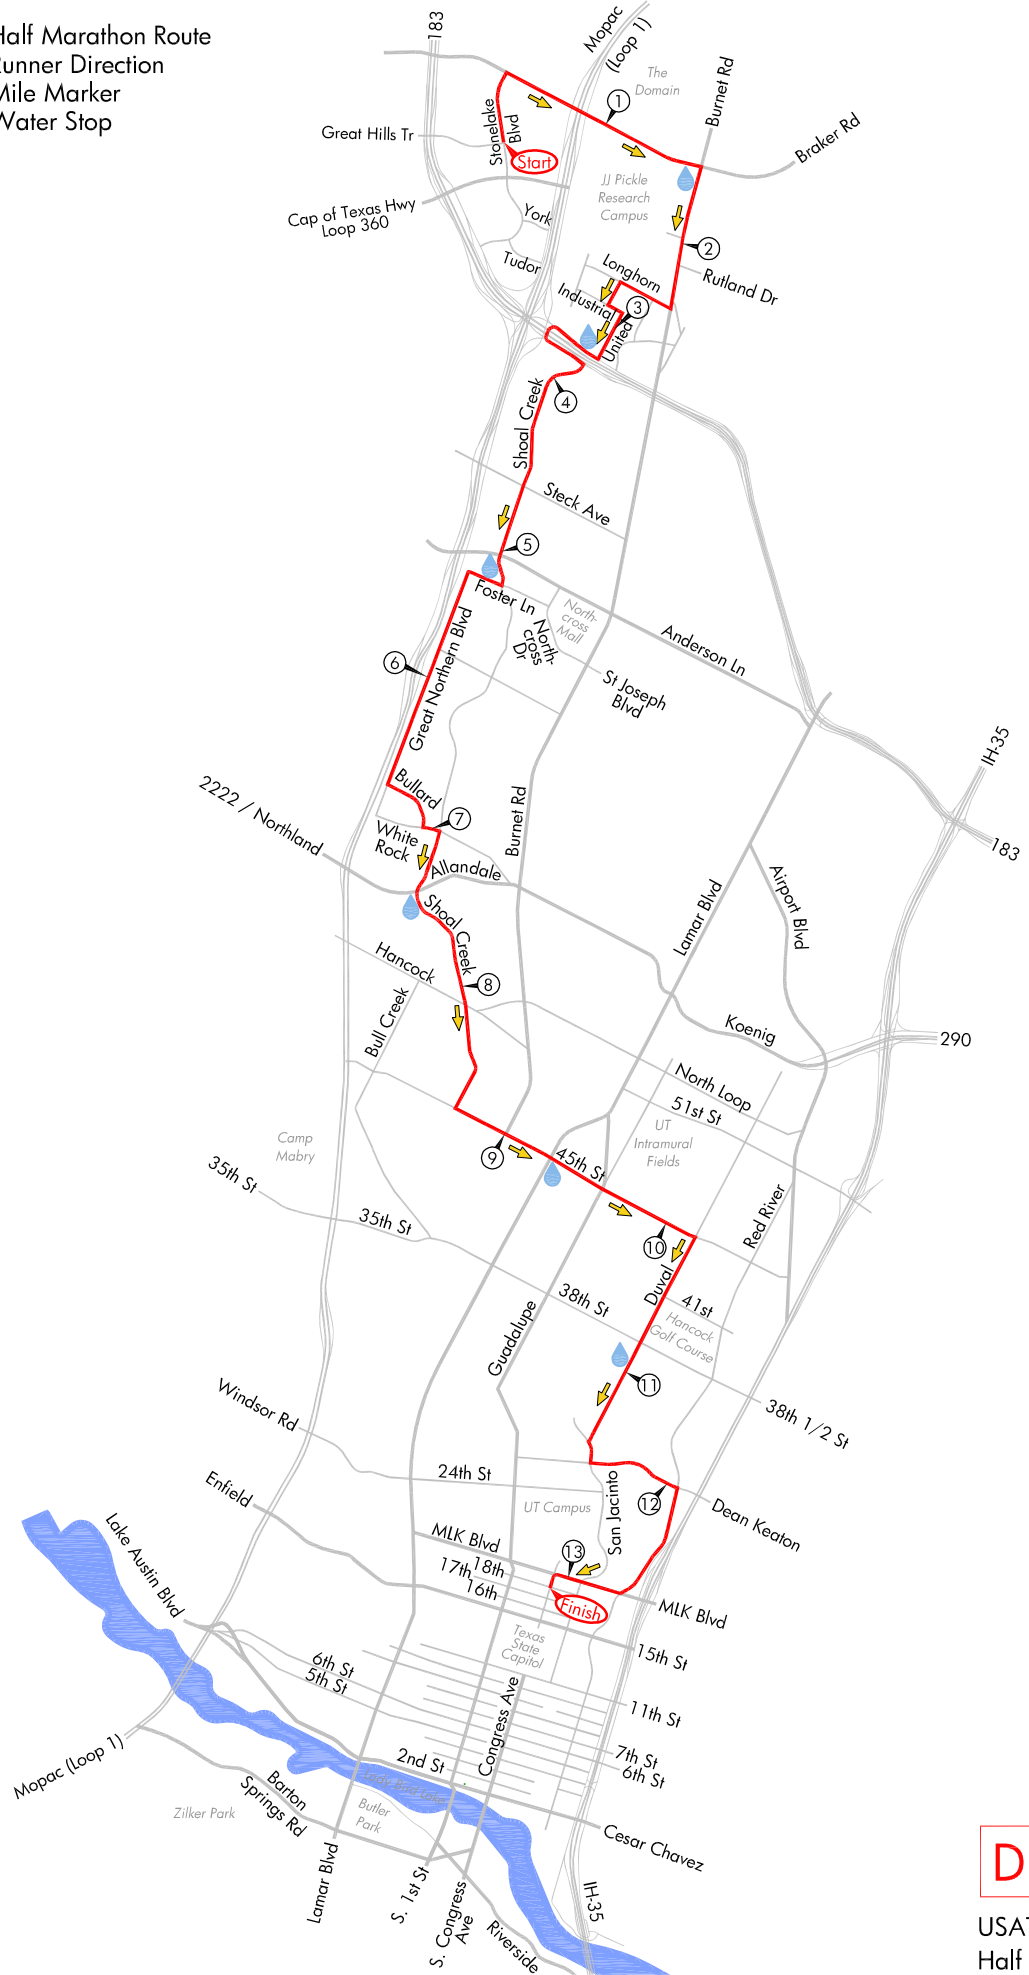 Half Marathon Route
Runner Direction
Mile Marker
Water Stop
183
Mopac
(Loop 1)
The
Domain
Burnet Rd
Braker Rd
1
Stonelake
Blvd
Great Hills Tr
Start
JJ Pickle
Research
Campus
Cap of Texas Hwy
Loop 360
York
Tudor
2
Rutland Dr
Longhorn
Industrial
3
United
4
Shoal Creek
Steck Ave
5
Foster Ln
North-
cross
Mall
North-
cross
Dr
Anderson Ln
6
Great Northern Blvd
St Joseph
Blvd
IH-35
Bullard
2222 / Northland
7
White
Rock
Burnet Rd
183
Allandale
Airport Blvd
Lamar Blvd
Shoal Creek
Hancock
8
Bull Creek
Koenig
290
North Loop
51st St
UT
Intramural
Fields
Camp
Mabry
9
45th St
35th St
35th St
Red River
10
Duval
38th St
41st
Hancock
Golf Course
Guadalupe
11
38th 1/2 St
Windsor Rd
24th St
Enfield
UT Campus
San Jacinto
12
Dean Keaton
Lake Austin Blvd
MLK Blvd
18th
17th
16th
13
Finish
MLK Blvd
Texas
State
Capitol
15th St
6th St
5th St
11th St
Congress Ave
7th St
6th St
2nd St
Mopac (Loop 1)
Barton
Springs Rd
Lady Bird Lake
Zilker Park
Butler
Park
Cesar Chavez
Lamar Blvd
S. 1st St
S. Congress
Ave
Riverside
IH-35
D
USAT
Half